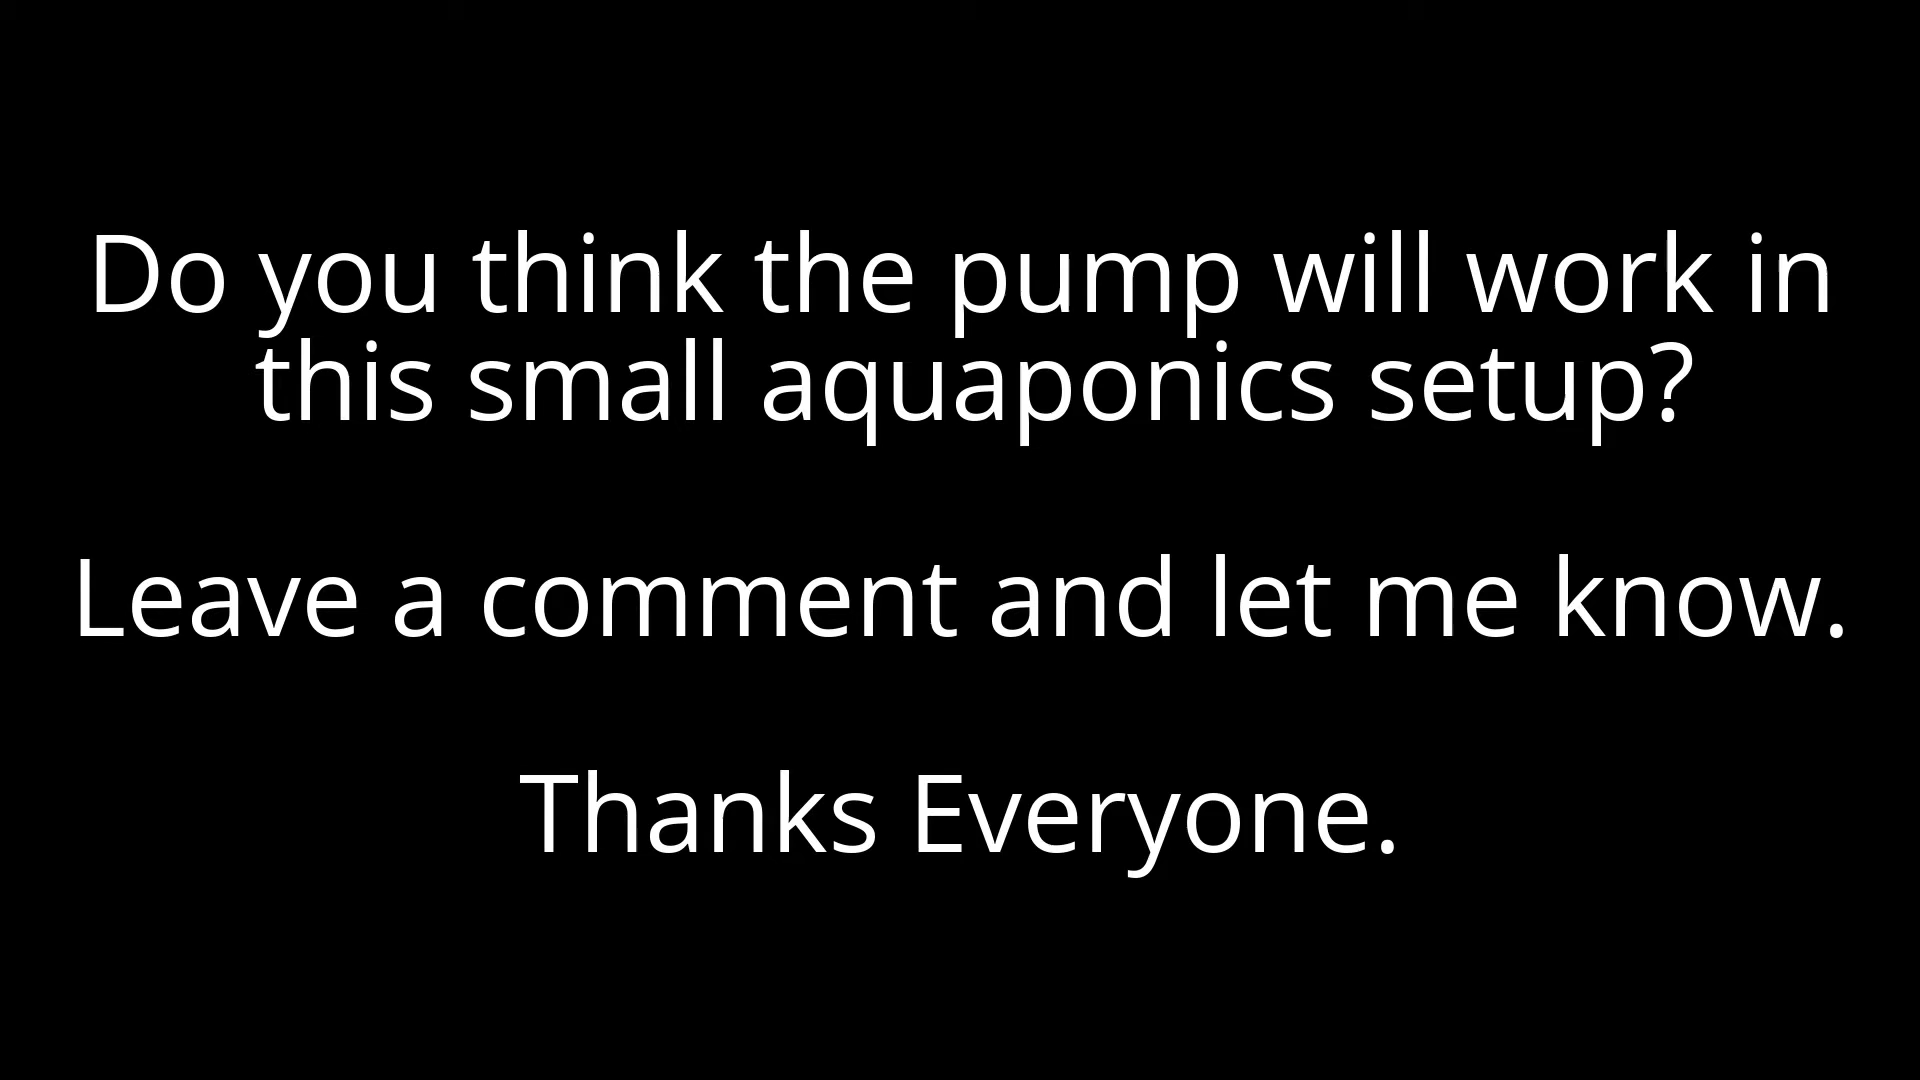 Do you think the pump will work in
this small aquaponics setup?
Leave a comment and let me know.
Thanks Everyone.